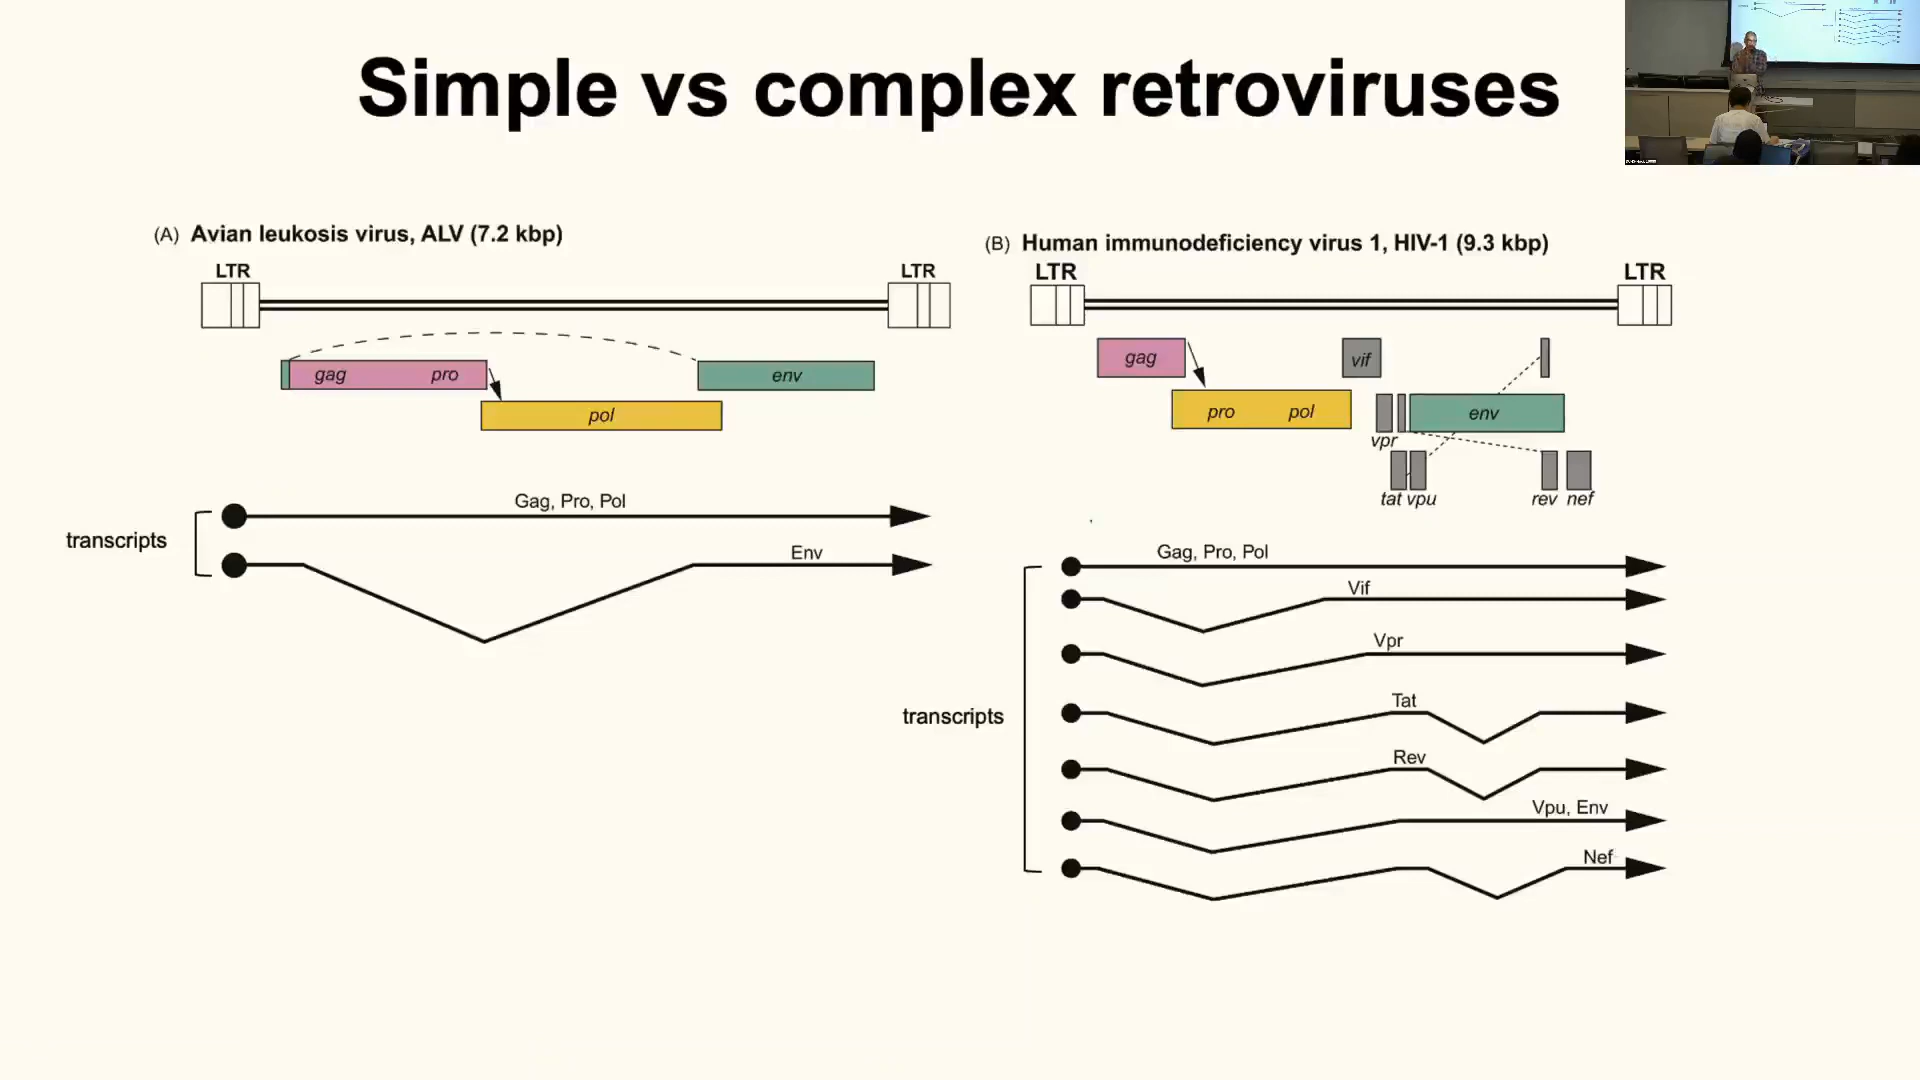 Simple vs complex retroviruses
(A) Avian leukosis virus, ALV (7.2 kbp)
LTR LTR
gag pro env
pol
transcripts
Gag, Pro, Pol
Env
(B) Human immunodeficiency virus 1, HIV-1 (9.3 kbp)
LTR LTR
gag vif
pro pol env
vpr
tat vpu rev nef
transcripts
Gag, Pro, Pol
Vif
Vpr
Tat
Rev
Vpu, Env
Nef